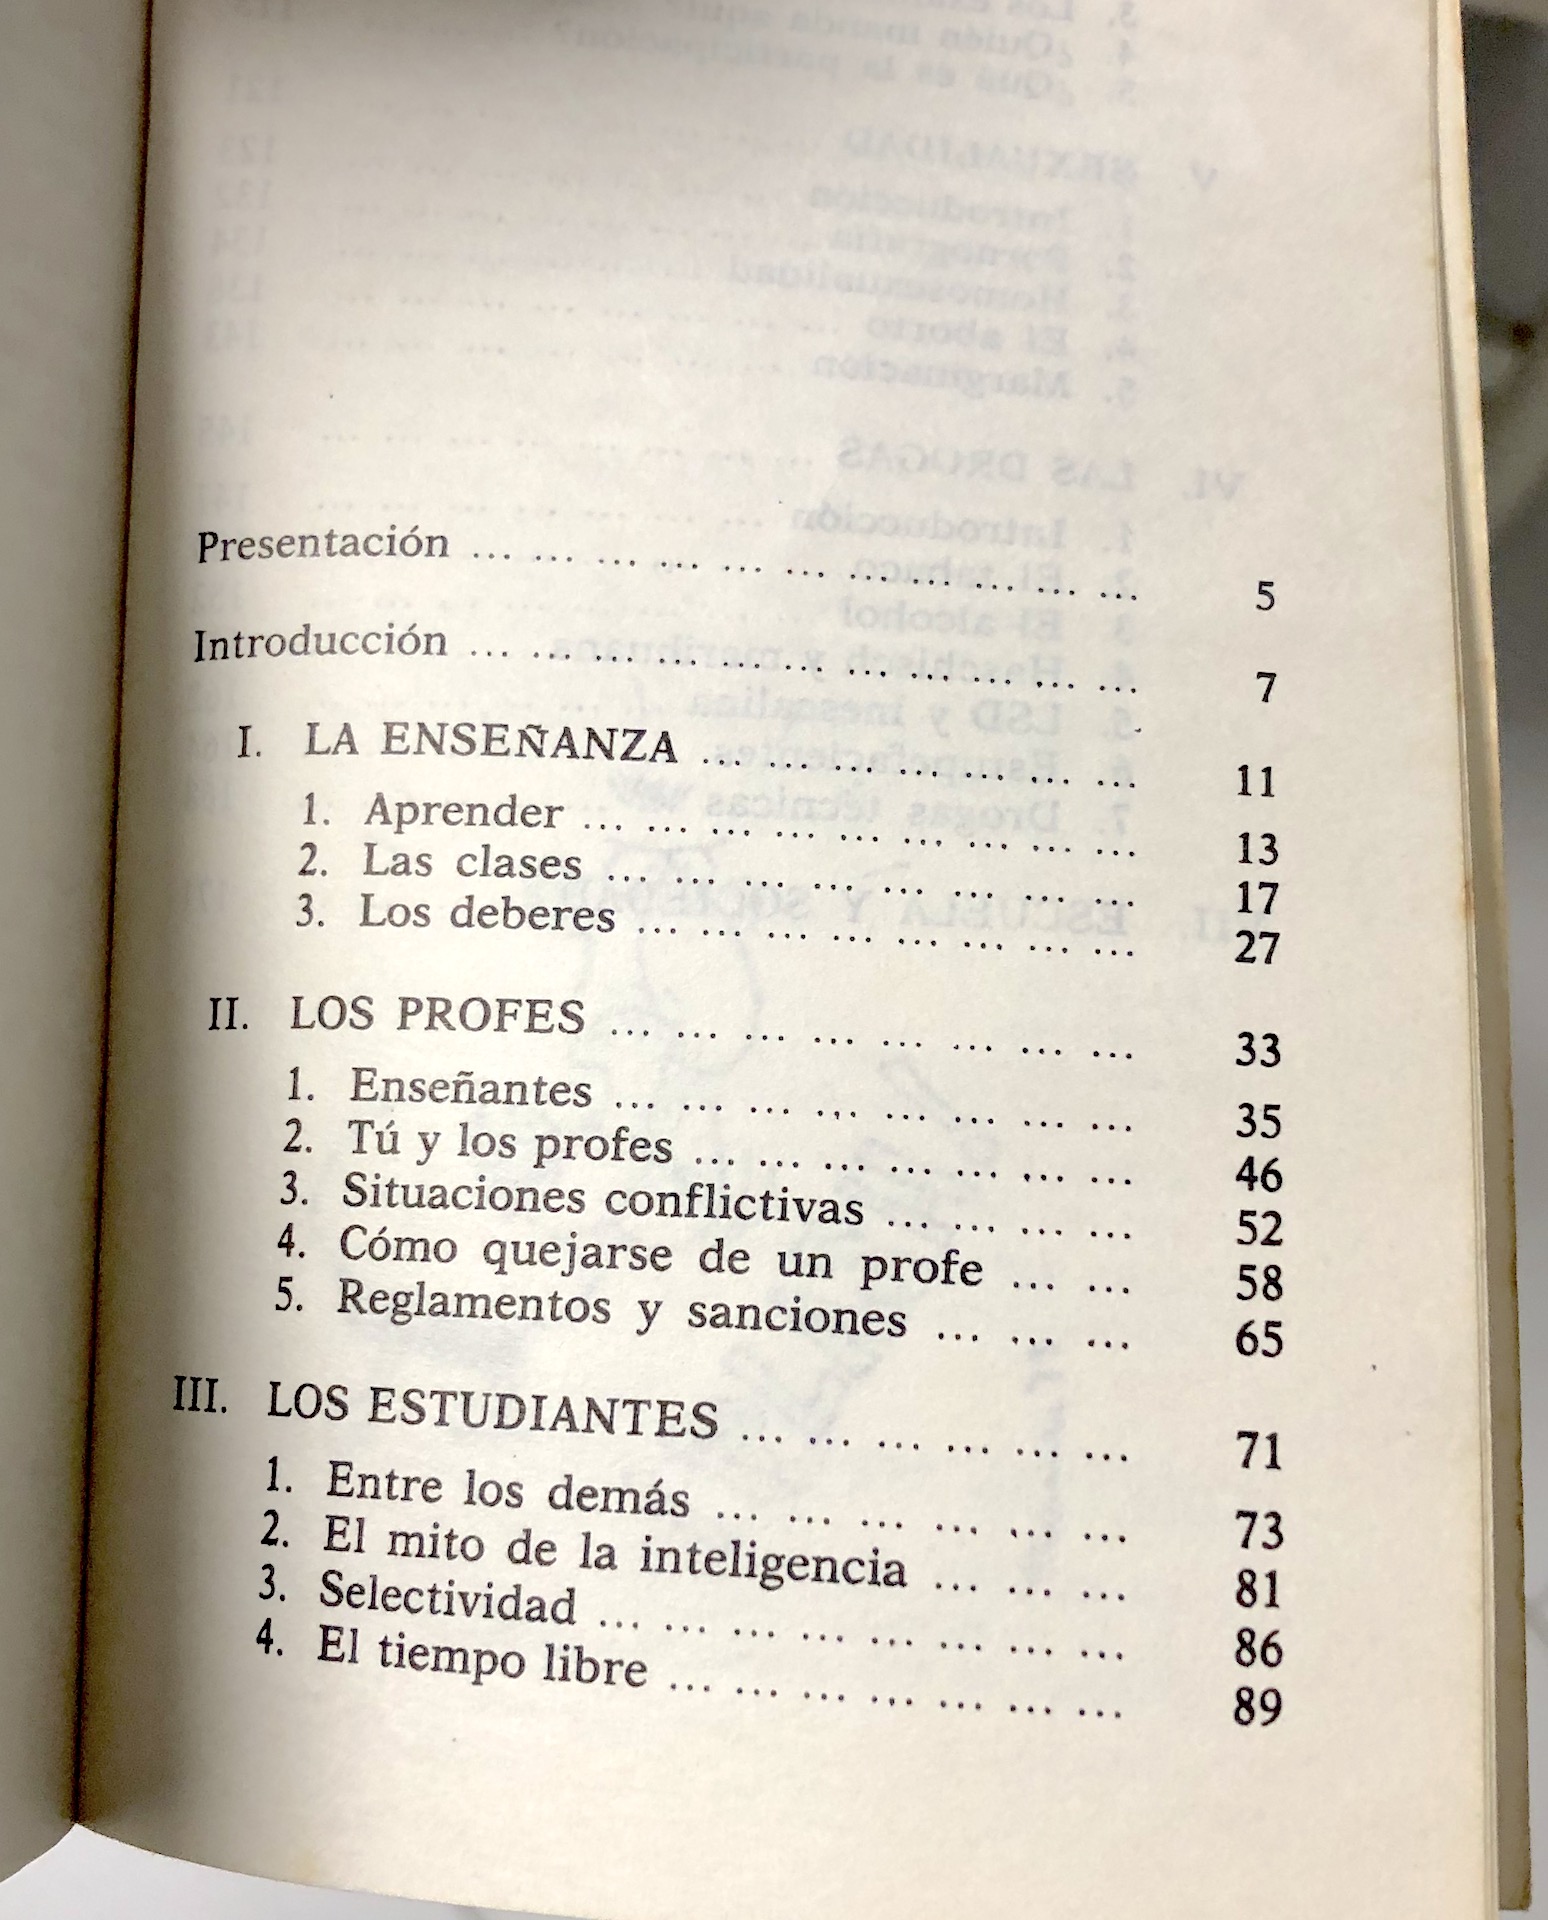 Presentación ... ... ... ... ... ... ... ... ... ... ... 5
Introducción ... ... ... ... ... ... ... ... ... ... ... 7
I. LA ENSEÑANZA ... ... ... ... ... ... ... 11
1. Aprender ... ... ... ... ... ... ... ... ... 13
2. Las clases ... ... ... ... ... ... ... ... 17
3. Los deberes ... ... ... ... ... ... ... ... 27
II. LOS PROFES ... ... ... ... ... ... ... ... 33
1. Enseñantes ... ... ... ... ... ... ... ... 35
2. Tú y los profes ... ... ... ... ... ... ... 46
3. Situaciones conflictivas ... ... ... ... 52
4. Cómo quejarse de un profe ... ... 58
5. Reglamentos y sanciones ... ... ... 65
III. LOS ESTUDIANTES ... ... ... ... ... ... 71
1. Entre los demás ... ... ... ... ... ... 73
2. El mito de la inteligencia ... ... ... 81
3. Selectividad ... ... ... ... ... ... ... ... 86
4. El tiempo libre ... ... ... ... ... ... ... 89